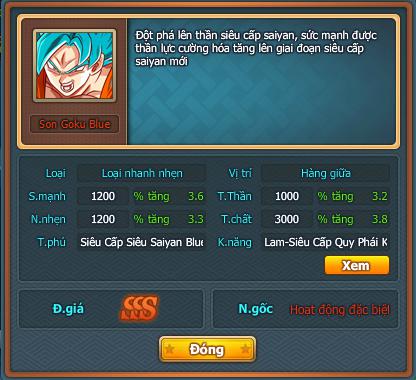 Đột phá lên thần siêu cấp saiyan, sức mạnh được
thần lực cường hóa tăng lên giai đoạn siêu cấp
saiyan mới
Son Goku Blue
Loại Loại nhanh nhẹn Vị trí Hàng giữa
S.mạnh 1200 % tăng 3.6 T.Thần 1000 % tăng 3.2
N.nhẹn 1200 % tăng 3.3 T.chất 3000 % tăng 3.8
T.phú Siêu Cấp Siêu Saiyan Blue K.năng Lam-Siêu Cấp Quy Phái K
Xem
Đ.giá SSS N.gốc Hoạt động đặc biệt
Đóng